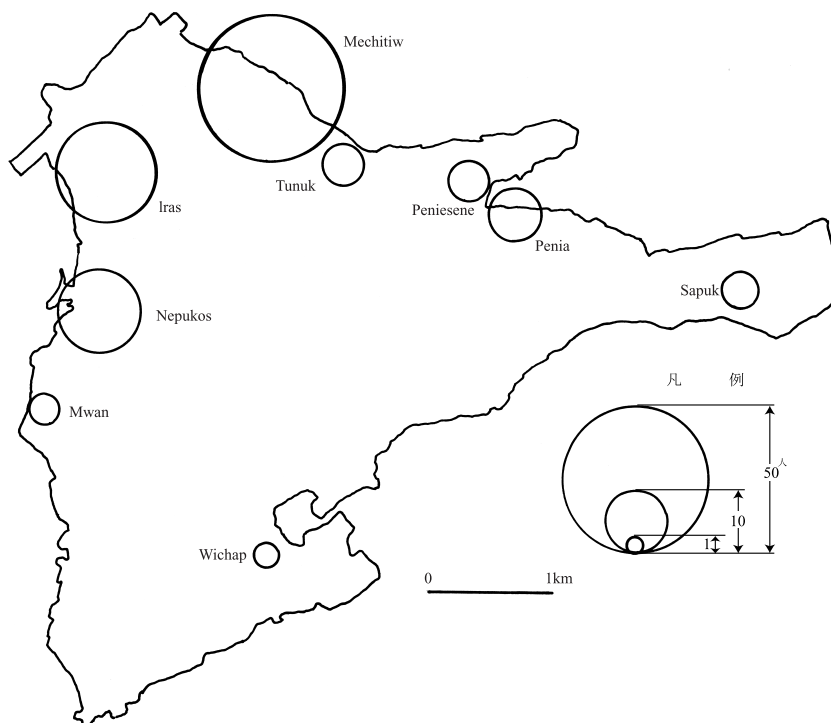 Mechitiw
Tunuk
Iras
Peniesene
Penia
Sapuk
Nepukos
Mwan
Wichap
0 1km
凡 例
50人
10
1